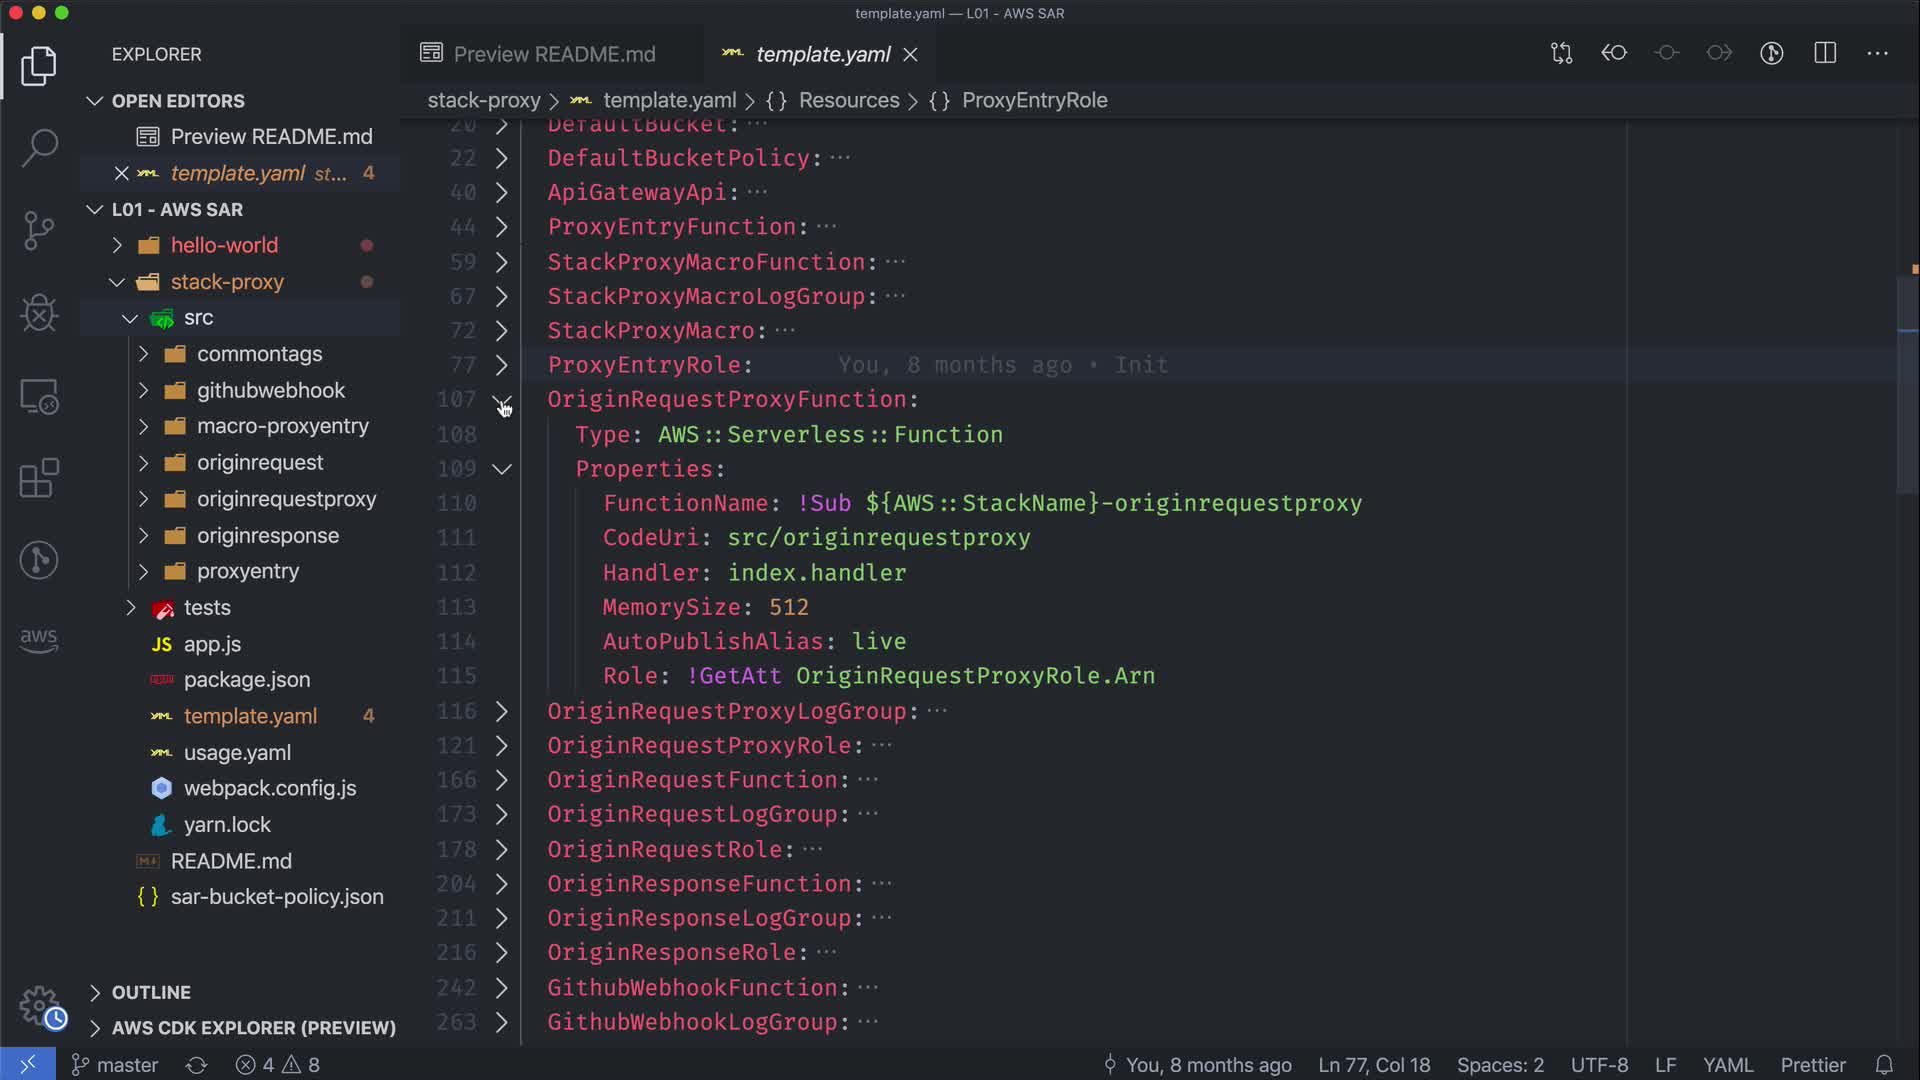 template.yaml — L01 - AWS SAR
EXPLORER
Preview README.md
template.yaml
OPEN EDITORS
stack-proxy > template.yaml > {} Resources > {} ProxyEntryRole
Preview README.md
template.yaml st... 4
L01 - AWS SAR
hello-world
stack-proxy
src
commontags
githubwebhook
macro-proxyentry
originrequest
originrequestproxy
originresponse
proxyentry
tests
JS app.js
package.json
template.yaml 4
usage.yaml
webpack.config.js
yarn.lock
README.md
{} sar-bucket-policy.json
OUTLINE
AWS CDK EXPLORER (PREVIEW)
aws
20 DefaultBucket: ...
22 DefaultBucketPolicy: ...
40 ApiGatewayApi: ...
44 ProxyEntryFunction: ...
59 StackProxyMacroFunction: ...
67 StackProxyMacroLogGroup: ...
72 StackProxyMacro: ...
77 ProxyEntryRole: You, 8 months ago • Init
107 OriginRequestProxyFunction:
108 Type: AWS::Serverless::Function
109 Properties:
110 FunctionName: !Sub ${AWS::StackName}-originrequestproxy
111 CodeUri: src/originrequestproxy
112 Handler: index.handler
113 MemorySize: 512
114 AutoPublishAlias: live
115 Role: !GetAtt OriginRequestProxyRole.Arn
116 OriginRequestProxyLogGroup: ...
121 OriginRequestProxyRole: ...
166 OriginRequestFunction: ...
173 OriginRequestLogGroup: ...
178 OriginRequestRole: ...
204 OriginResponseFunction: ...
211 OriginResponseLogGroup: ...
216 OriginResponseRole: ...
242 GithubWebhookFunction: ...
263 GithubWebhookLogGroup: ...
master 4 8 You, 8 months ago Ln 77, Col 18 Spaces: 2 UTF-8 LF YAML Prettier